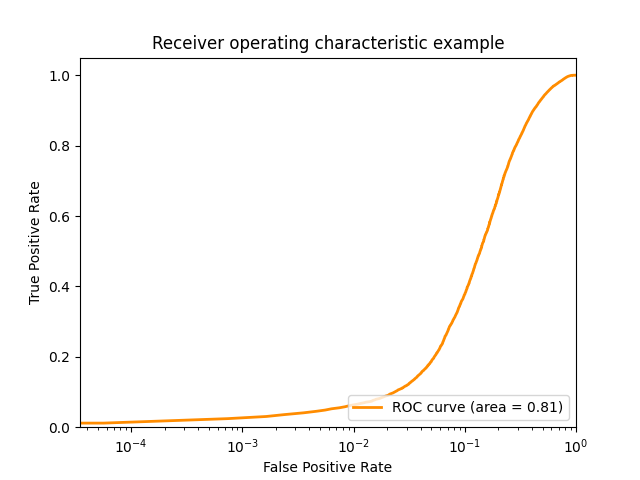 Receiver operating characteristic example
True Positive Rate
1.0
0.8
0.6
0.4
0.2
0.0
ROC curve (area = 0.81)
10⁻⁴
10⁻³
10⁻²
10⁻¹
10⁰
False Positive Rate